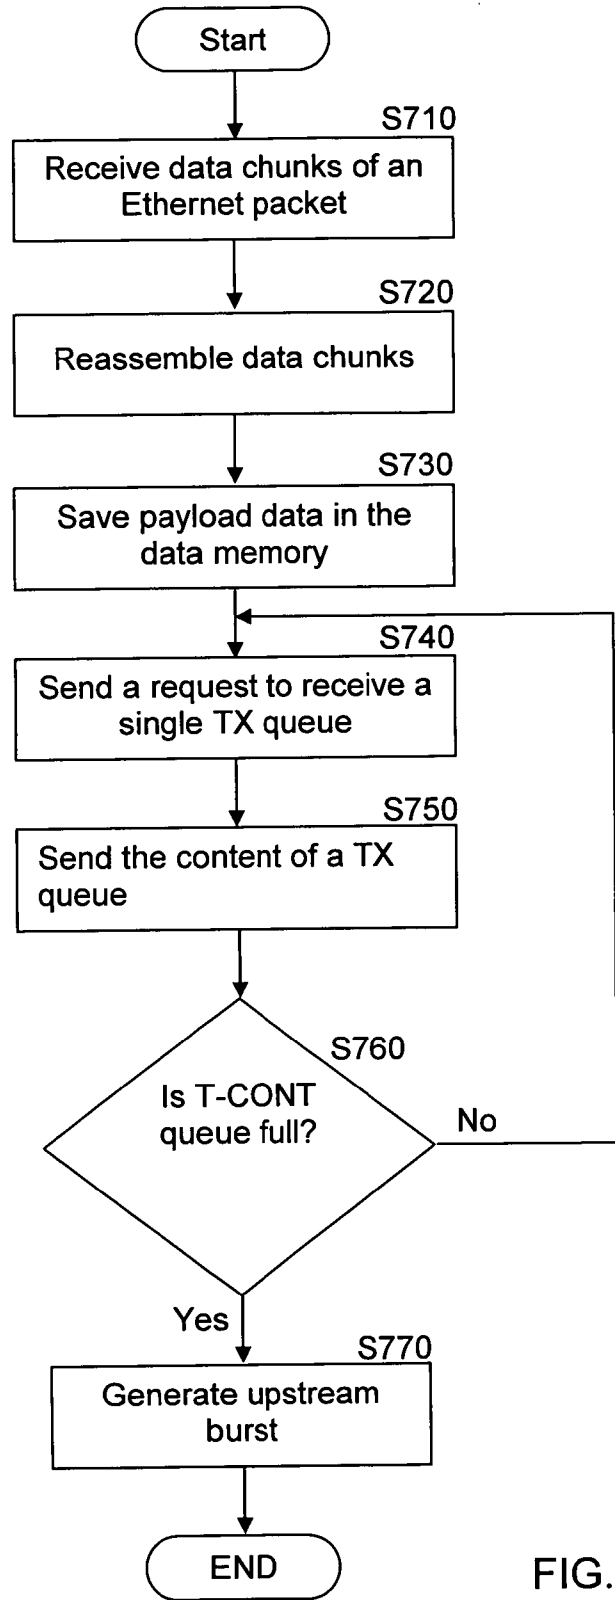 Start
S710
Receive data chunks of an
Ethernet packet
S720
Reassemble data chunks
S730
Save payload data in the
data memory
S740
Send a request to receive a
single TX queue
S750
Send the content of a TX
queue
S760
Is T-CONT
queue full?
No
Yes
S770
Generate upstream
burst
END
FIG.